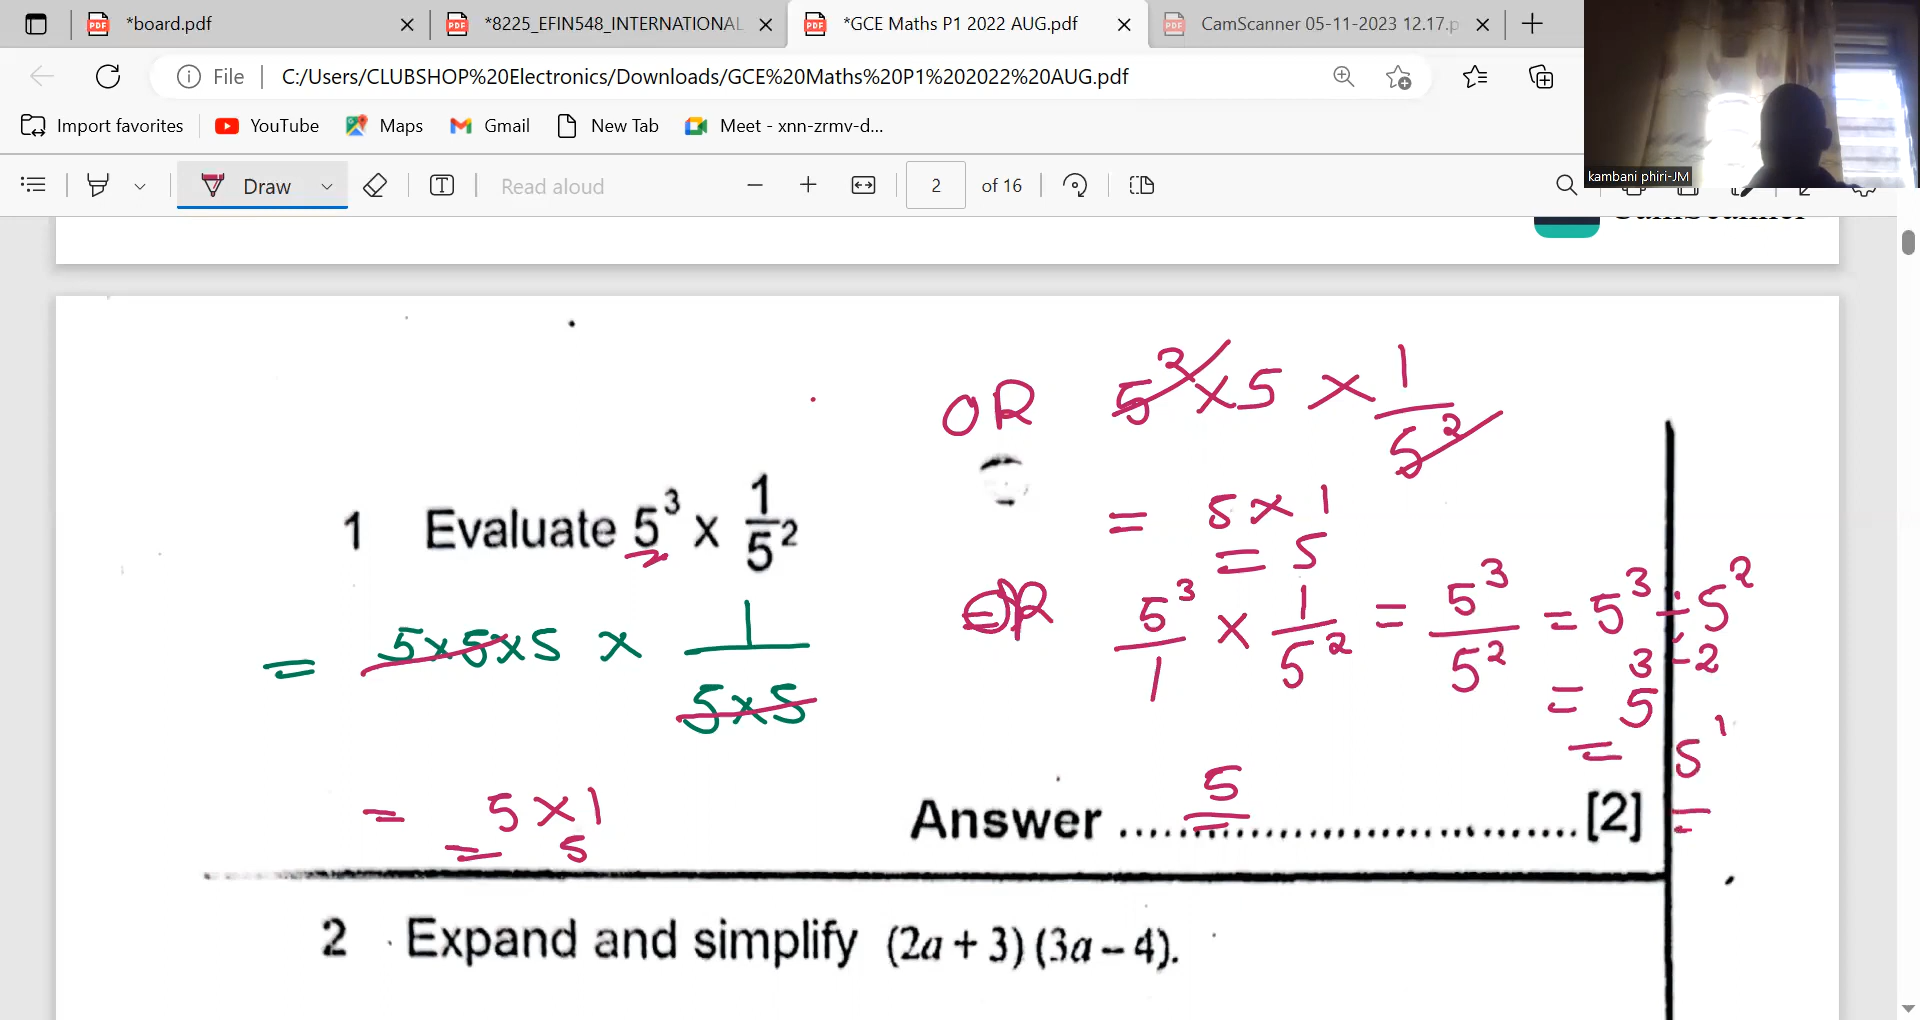 *board.pdf
*8225_EFIN548_INTERNATIONAL
*GCE Maths P1 2022 AUG.pdf
CamScanner 05-11-2023 12.17.p
File
C:/Users/CLUBSHOP%20Electronics/Downloads/GCE%20Maths%20P1%202022%20AUG.pdf
Import favorites
YouTube
Maps
Gmail
New Tab
Meet - xnn-zrmv-d...
kambani phiri-JM
Draw
Read aloud
2 of 16
CamScanner
OR 5² × 5 × 1/5²
= 5 × 1
= 5
1 Evaluate 5³ x 1/5²
= 5×5×5 × 1/5×5
= 5 × 1
= 5
OR 5³/1 × 1/5² = 5³/5² = 5³ ÷ 5²
= 5³⁻²
= 5¹
Answer ..... 5 ..... [2]
2 Expand and simplify (2a + 3) (3a – 4).